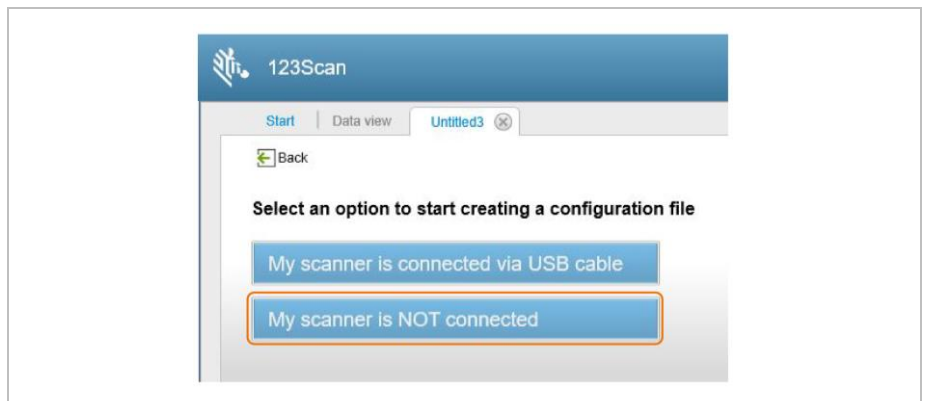 123Scan
Start Data view Untitled3
Back
Select an option to start creating a configuration file
My scanner is connected via USB cable
My scanner is NOT connected